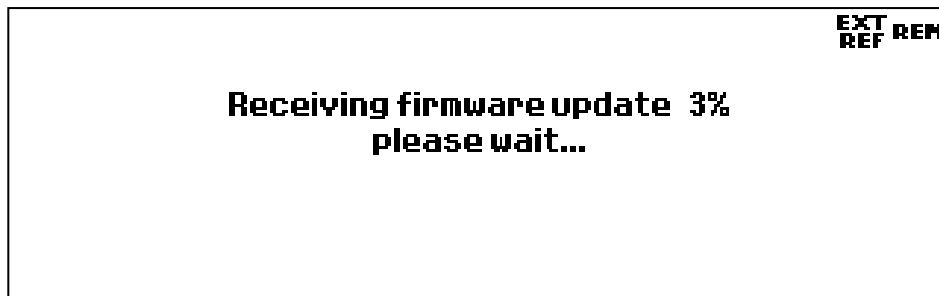 EXT
REF REM
Receiving firmware update 3%
please wait...